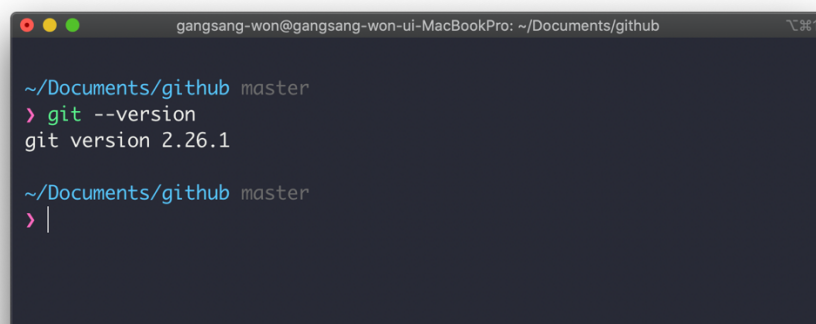 gangsang-won@gangsang-won-ui-MacBookPro: ~/Documents/github
~/Documents/github master
❯ git --version
git version 2.26.1
~/Documents/github master
❯